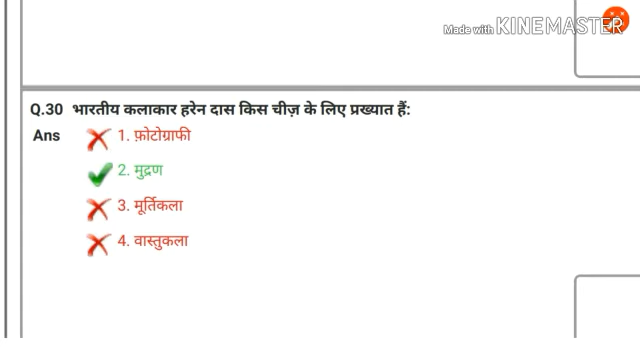 Made with KINEMASTER
Q.30 भारतीय कलाकार हरेन दास किस चीज़ के लिए प्रख्यात हैं:
Ans 1. फ़ोटोग्राफी
2. मुद्रण
3. मूर्तिकला
4. वास्तुकला